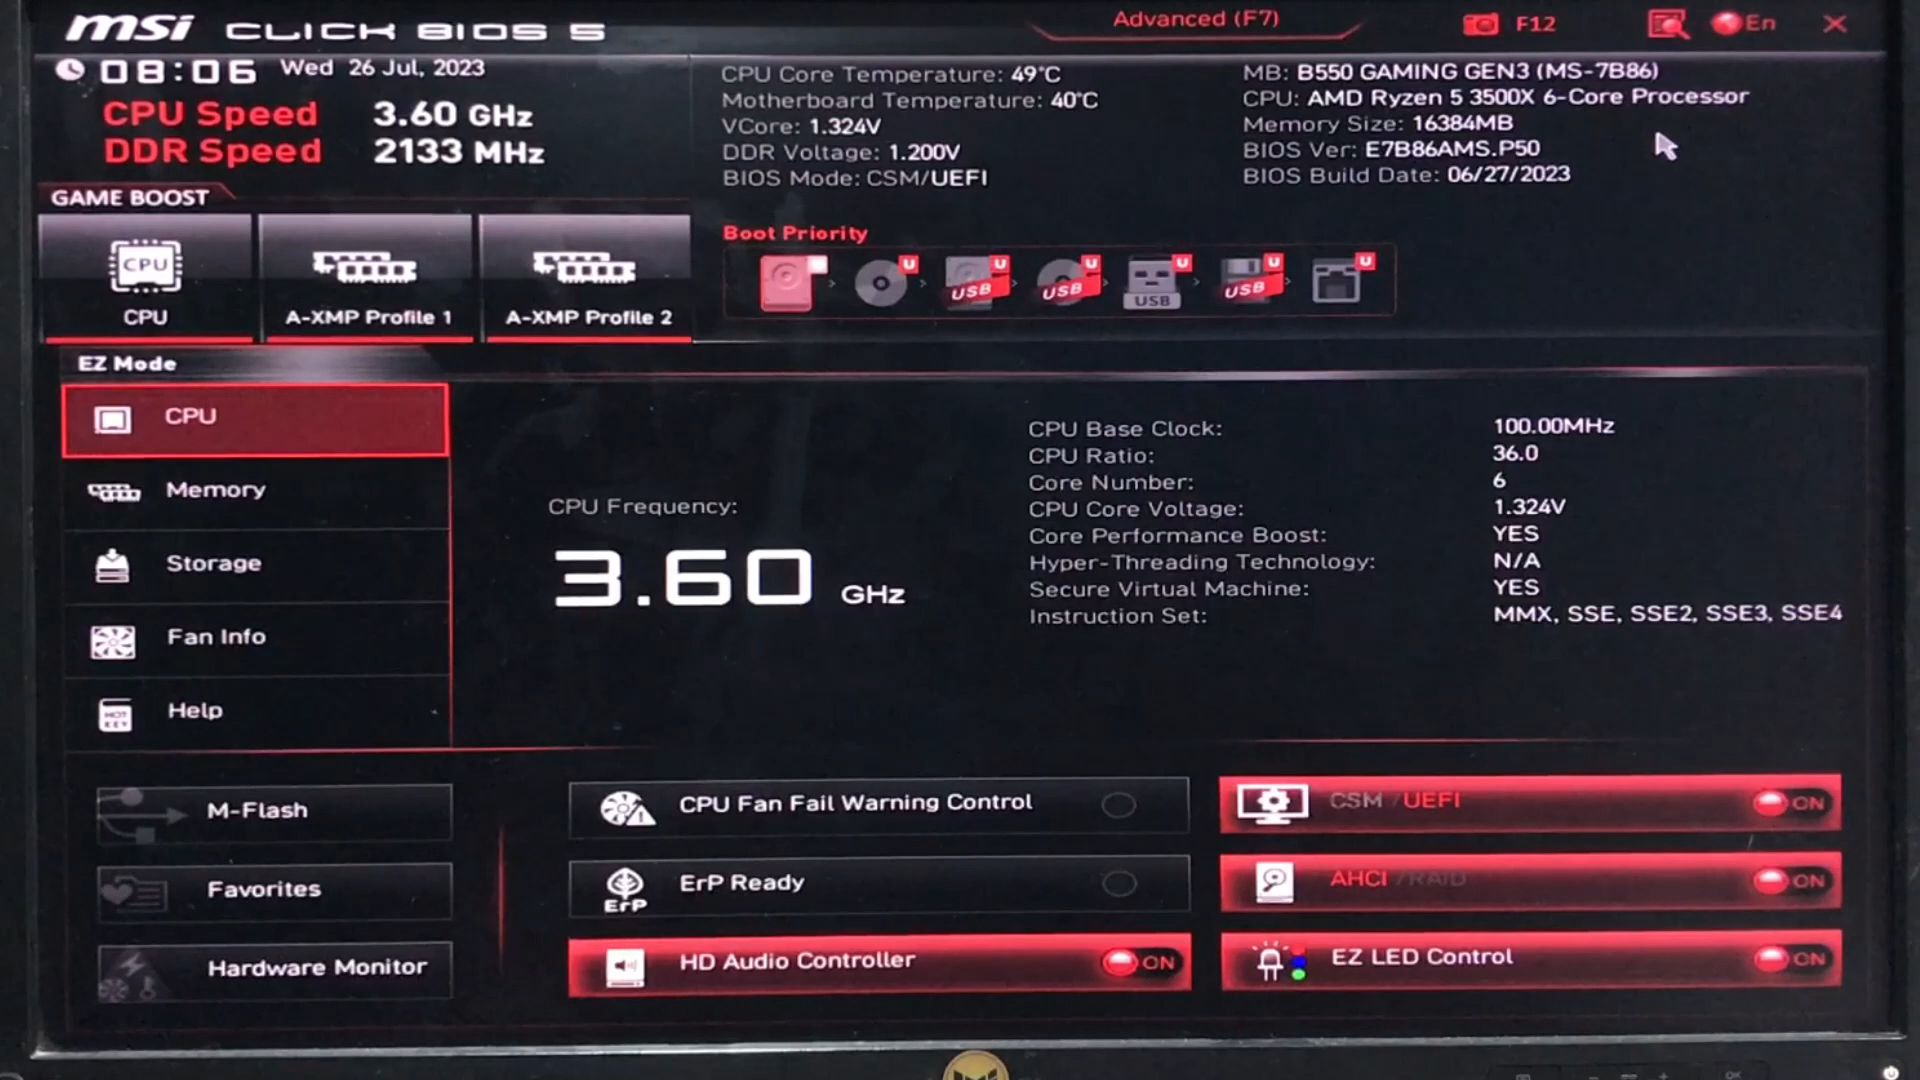 msi CLICK BIOS 5
Advanced (F7)
F12
En
08:06 Wed 26 Jul, 2023
CPU Speed 3.60 GHz
DDR Speed 2133 MHz
CPU Core Temperature: 49°C
Motherboard Temperature: 40°C
VCore: 1.324V
DDR Voltage: 1.200V
BIOS Mode: CSM/UEFI
MB: B550 GAMING GEN3 (MS-7B86)
CPU: AMD Ryzen 5 3500X 6-Core Processor
Memory Size: 16384MB
BIOS Ver: E7B86AMS.P50
BIOS Build Date: 06/27/2023
GAME BOOST
CPU
CPU
A-XMP Profile 1
A-XMP Profile 2
Boot Priority
U U U U U U
USB USB USB USB
EZ Mode
CPU
Memory
Storage
Fan Info
HOT KEY
Help
CPU Frequency:
3.60 GHz
CPU Base Clock: 100.00MHz
CPU Ratio: 36.0
Core Number: 6
CPU Core Voltage: 1.324V
Core Performance Boost: YES
Hyper-Threading Technology: N/A
Secure Virtual Machine: YES
Instruction Set: MMX, SSE, SSE2, SSE3, SSE4
M-Flash
Favorites
Hardware Monitor
CPU Fan Fail Warning Control
ErP
ErP Ready
HD Audio Controller ON
CSM /UEFI ON
AHCI /RAID ON
EZ LED Control ON